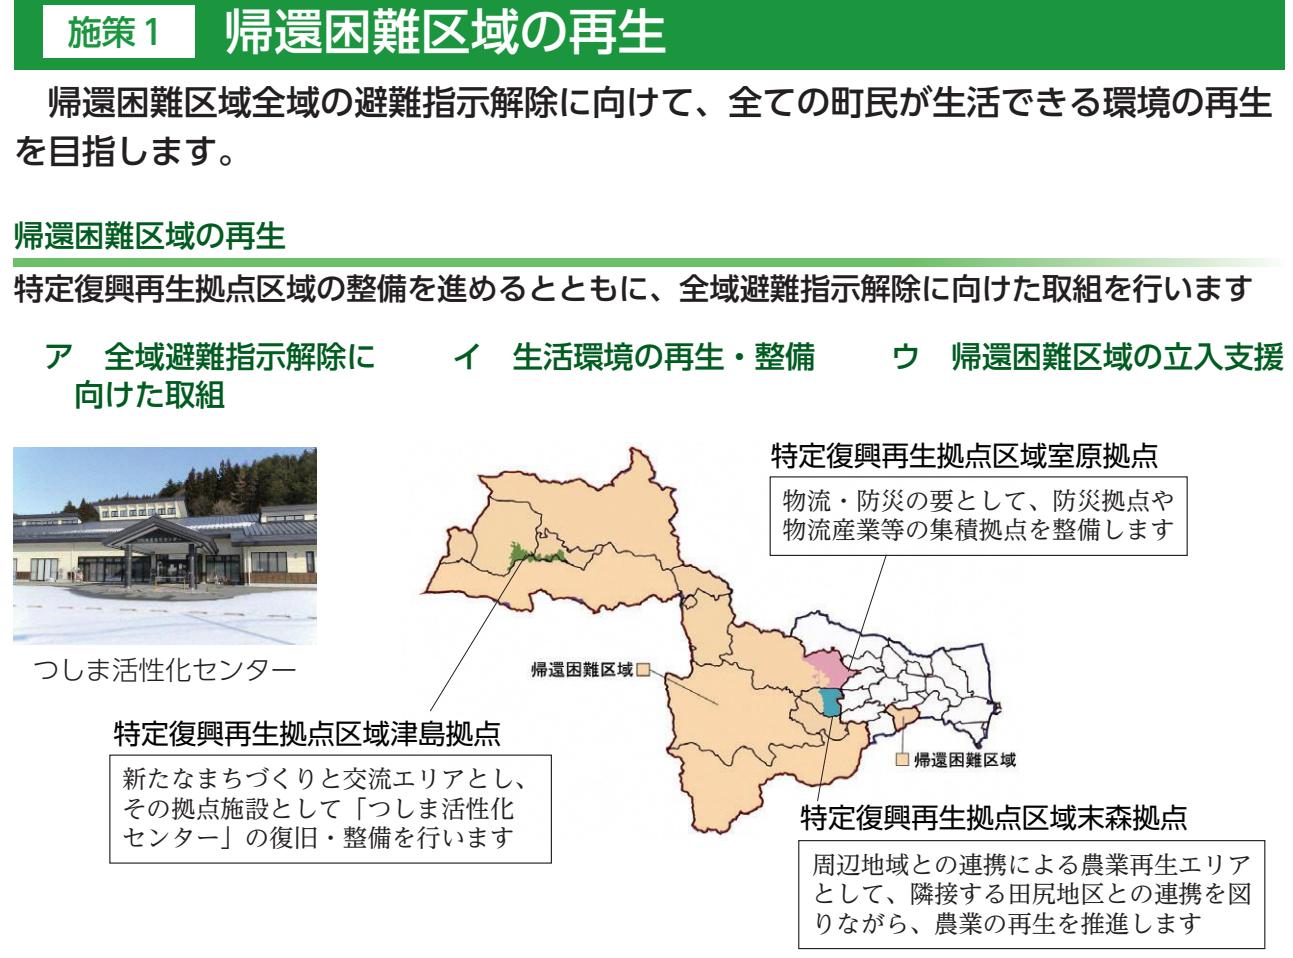 施策1 帰還困難区域の再生
帰還困難区域全域の避難指示解除に向けて、全ての町民が生活できる環境の再生
を目指します。
帰還困難区域の再生
特定復興再生拠点区域の整備を進めるとともに、全域避難指示解除に向けた取組を行います
ア 全域避難指示解除に
向けた取組
イ 生活環境の再生・整備
ウ 帰還困難区域の立入支援
つしま活性化センター
特定復興再生拠点区域室原拠点
物流・防災の要として、防災拠点や
物流産業等の集積拠点を整備します
帰還困難区域
特定復興再生拠点区域津島拠点
新たなまちづくりと交流エリアとし、
その拠点施設として「つしま活性化
センター」の復旧・整備を行います
帰還困難区域
特定復興再生拠点区域末森拠点
周辺地域との連携による農業再生エリア
として、隣接する田尻地区との連携を図
りながら、農業の再生を推進します